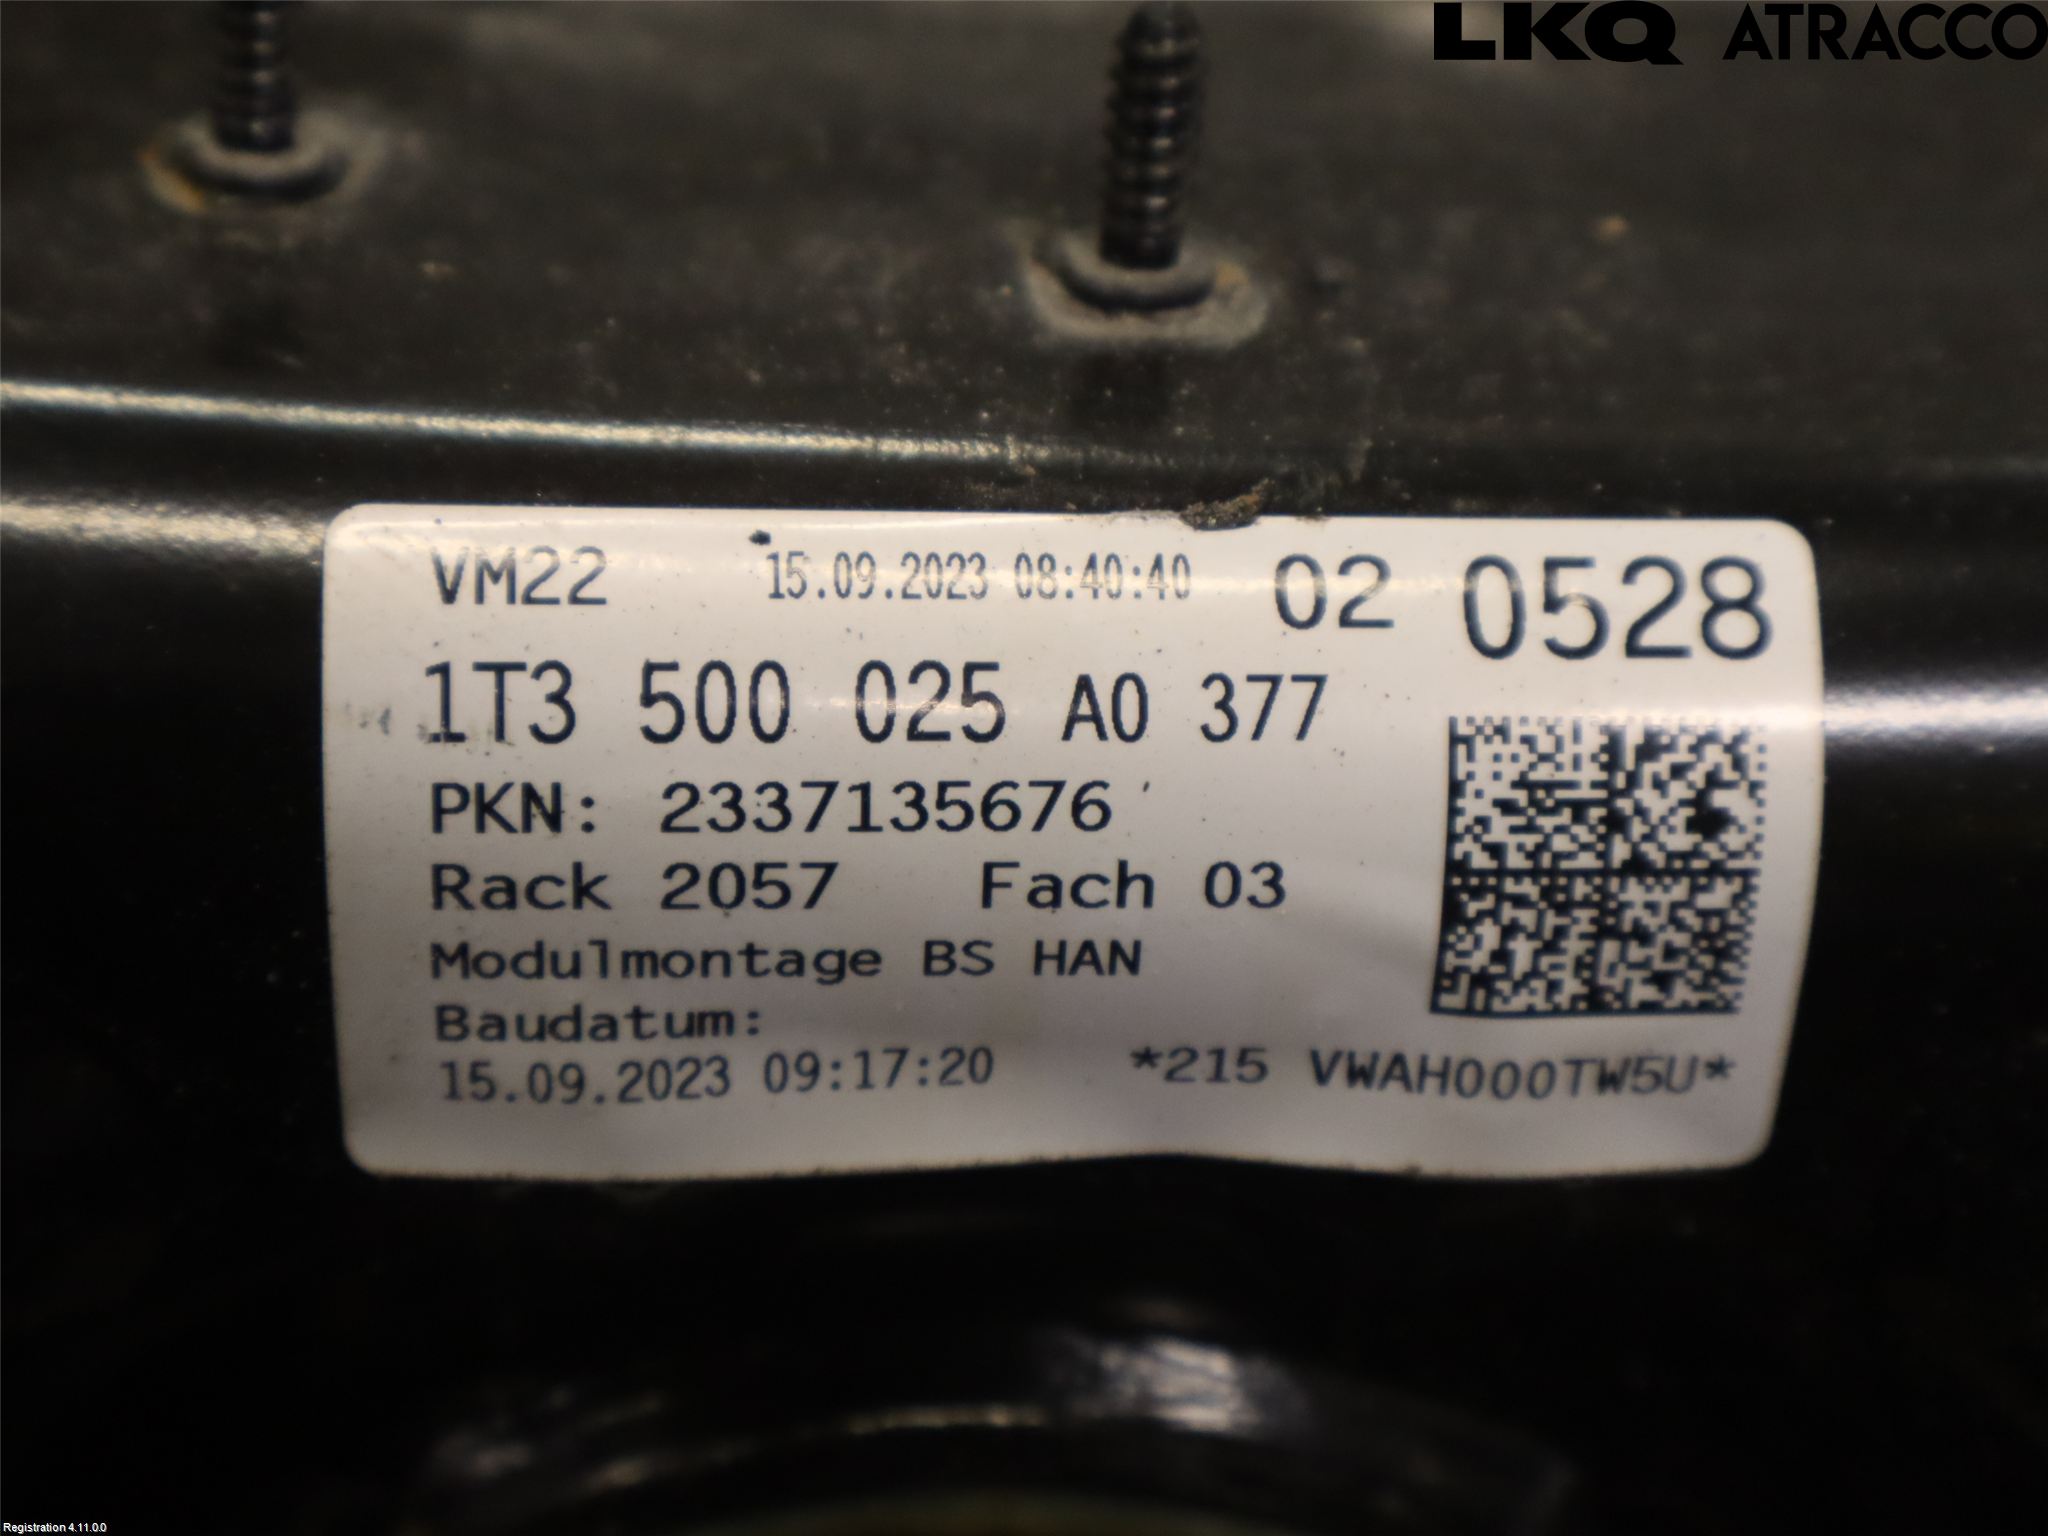 LKQ ATRACCO
VM22 15.09.2023 08:40:40 02 0528
1T3 500 025 A0 377
PKN: 2337135676
Rack 2057 Fach 03
Modulmontage BS HAN
Baudatum:
15.09.2023 09:17:20 *215 VWAH000TW5U*
Registration 4.11.0.0